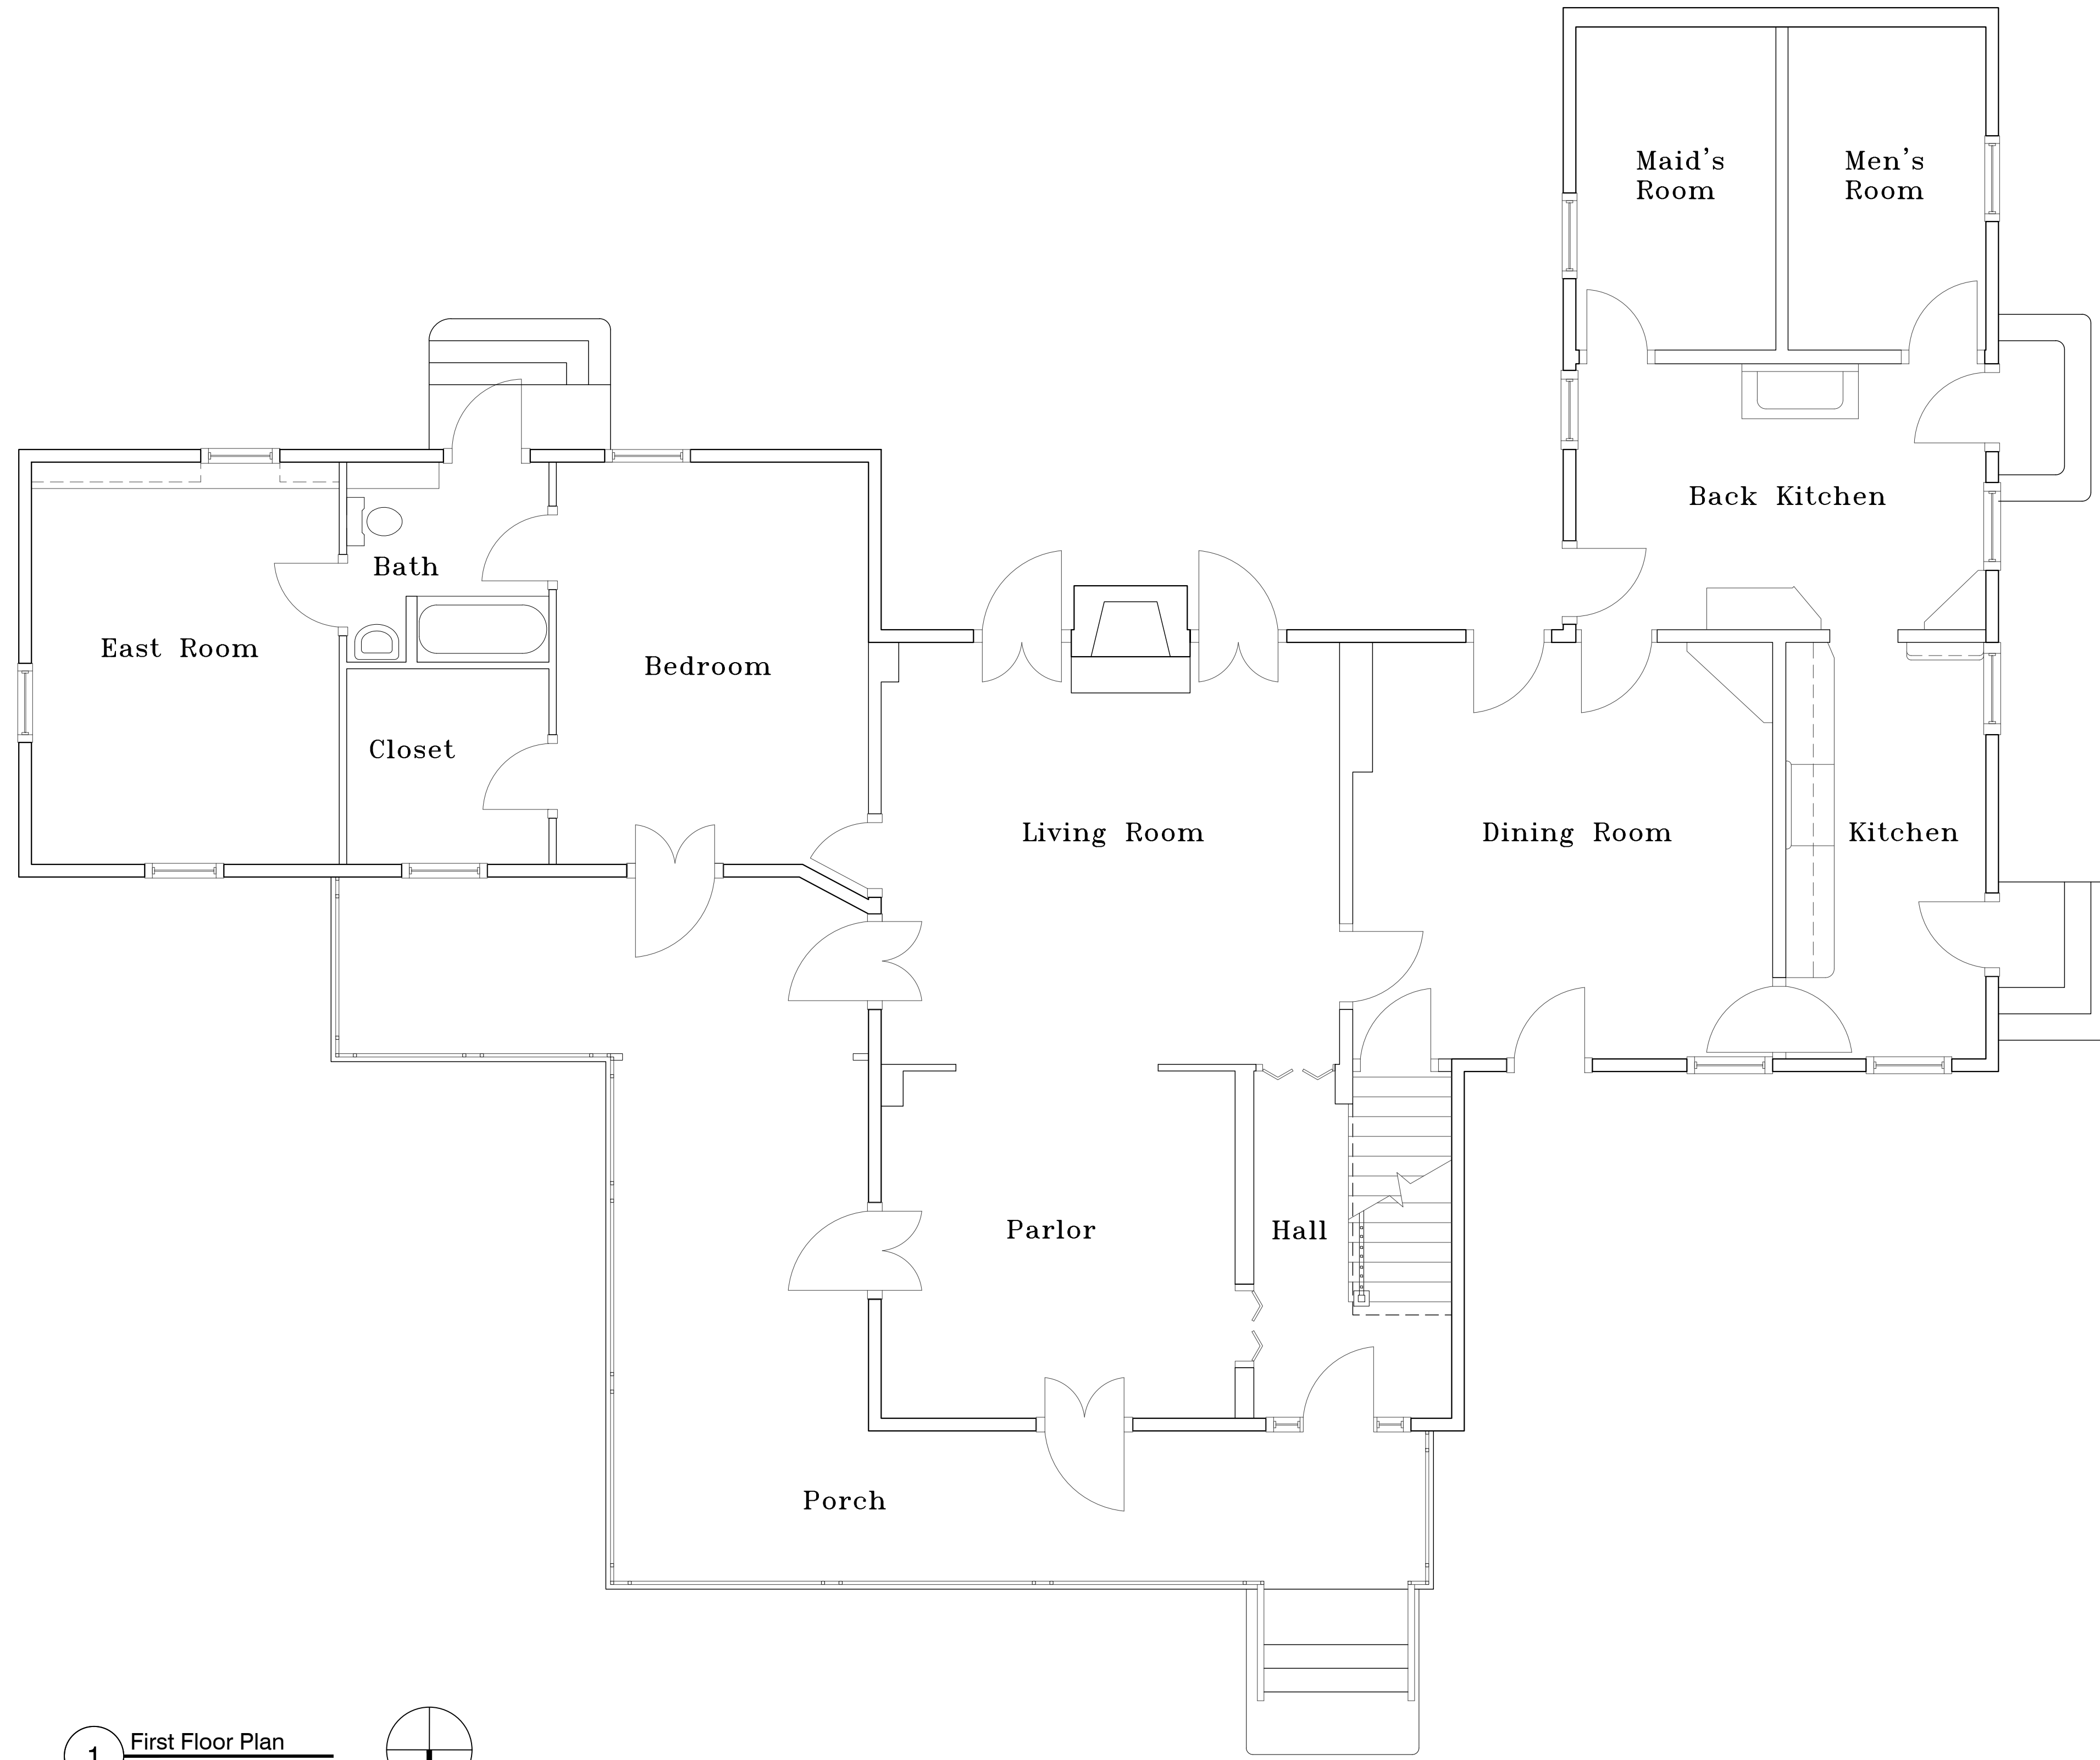 Maid's
Room
Men's
Room
Back Kitchen
Bath
East Room
Bedroom
Closet
Living Room
Dining Room
Kitchen
Parlor
Hall
Porch
First Floor Plan
1